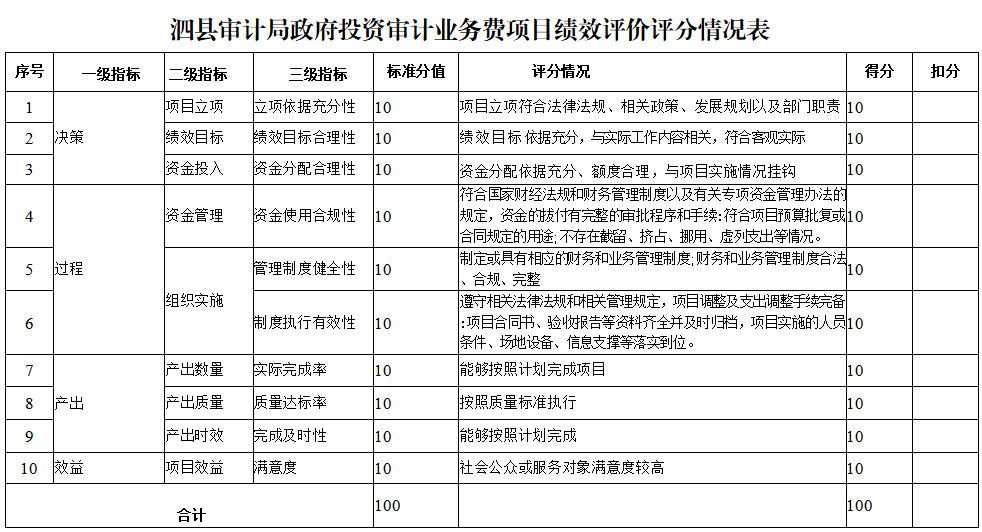 泗县审计局政府投资审计业务费项目绩效评价评分情况表
序号 一级指标 二级指标 三级指标 标准分值 评分情况 得分 扣分
1 决策 项目立项 立项依据充分性 10 项目立项符合法律法规、相关政策、发展规划以及部门职责 10
2 绩效目标 绩效目标合理性 10 绩效目标依据充分，与实际工作内容相关，符合客观实际 10
3 资金投入 资金分配合理性 10 资金分配依据充分、额度合理，与项目实施情况挂钩 10
4 过程 资金管理 资金使用合规性 10 符合国家财经法规和财务管理制度以及有关专项资金管理办法的
规定，资金的拔付有完整的审批程序和手续:符合项目预算批复或
合同规定的用途;不存在截留、挤占、挪用、虚列支出等情况。 10
5 组织实施 管理制度健全性 10 制定或具有相应的财务和业务管理制度;财务和业务管理制度合法
、合规、完整 10
6 制度执行有效性 10 遵守相关法律法规和相关管理规定，项目调整及支出调整手续完备
:项目合同书、验收报告等资料齐全并及时归档，项目实施的人员
条件、场地设备、信息支撑等落实到位。 10
7 产出 产出数量 实际完成率 10 能够按照计划完成项目 10
8 产出质量 质量达标率 10 按照质量标准执行 10
9 产出时效 完成及时性 10 能够按照计划完成 10
10 效益 项目效益 满意度 10 社会公众或服务对象满意度较高 10
合计 100 100